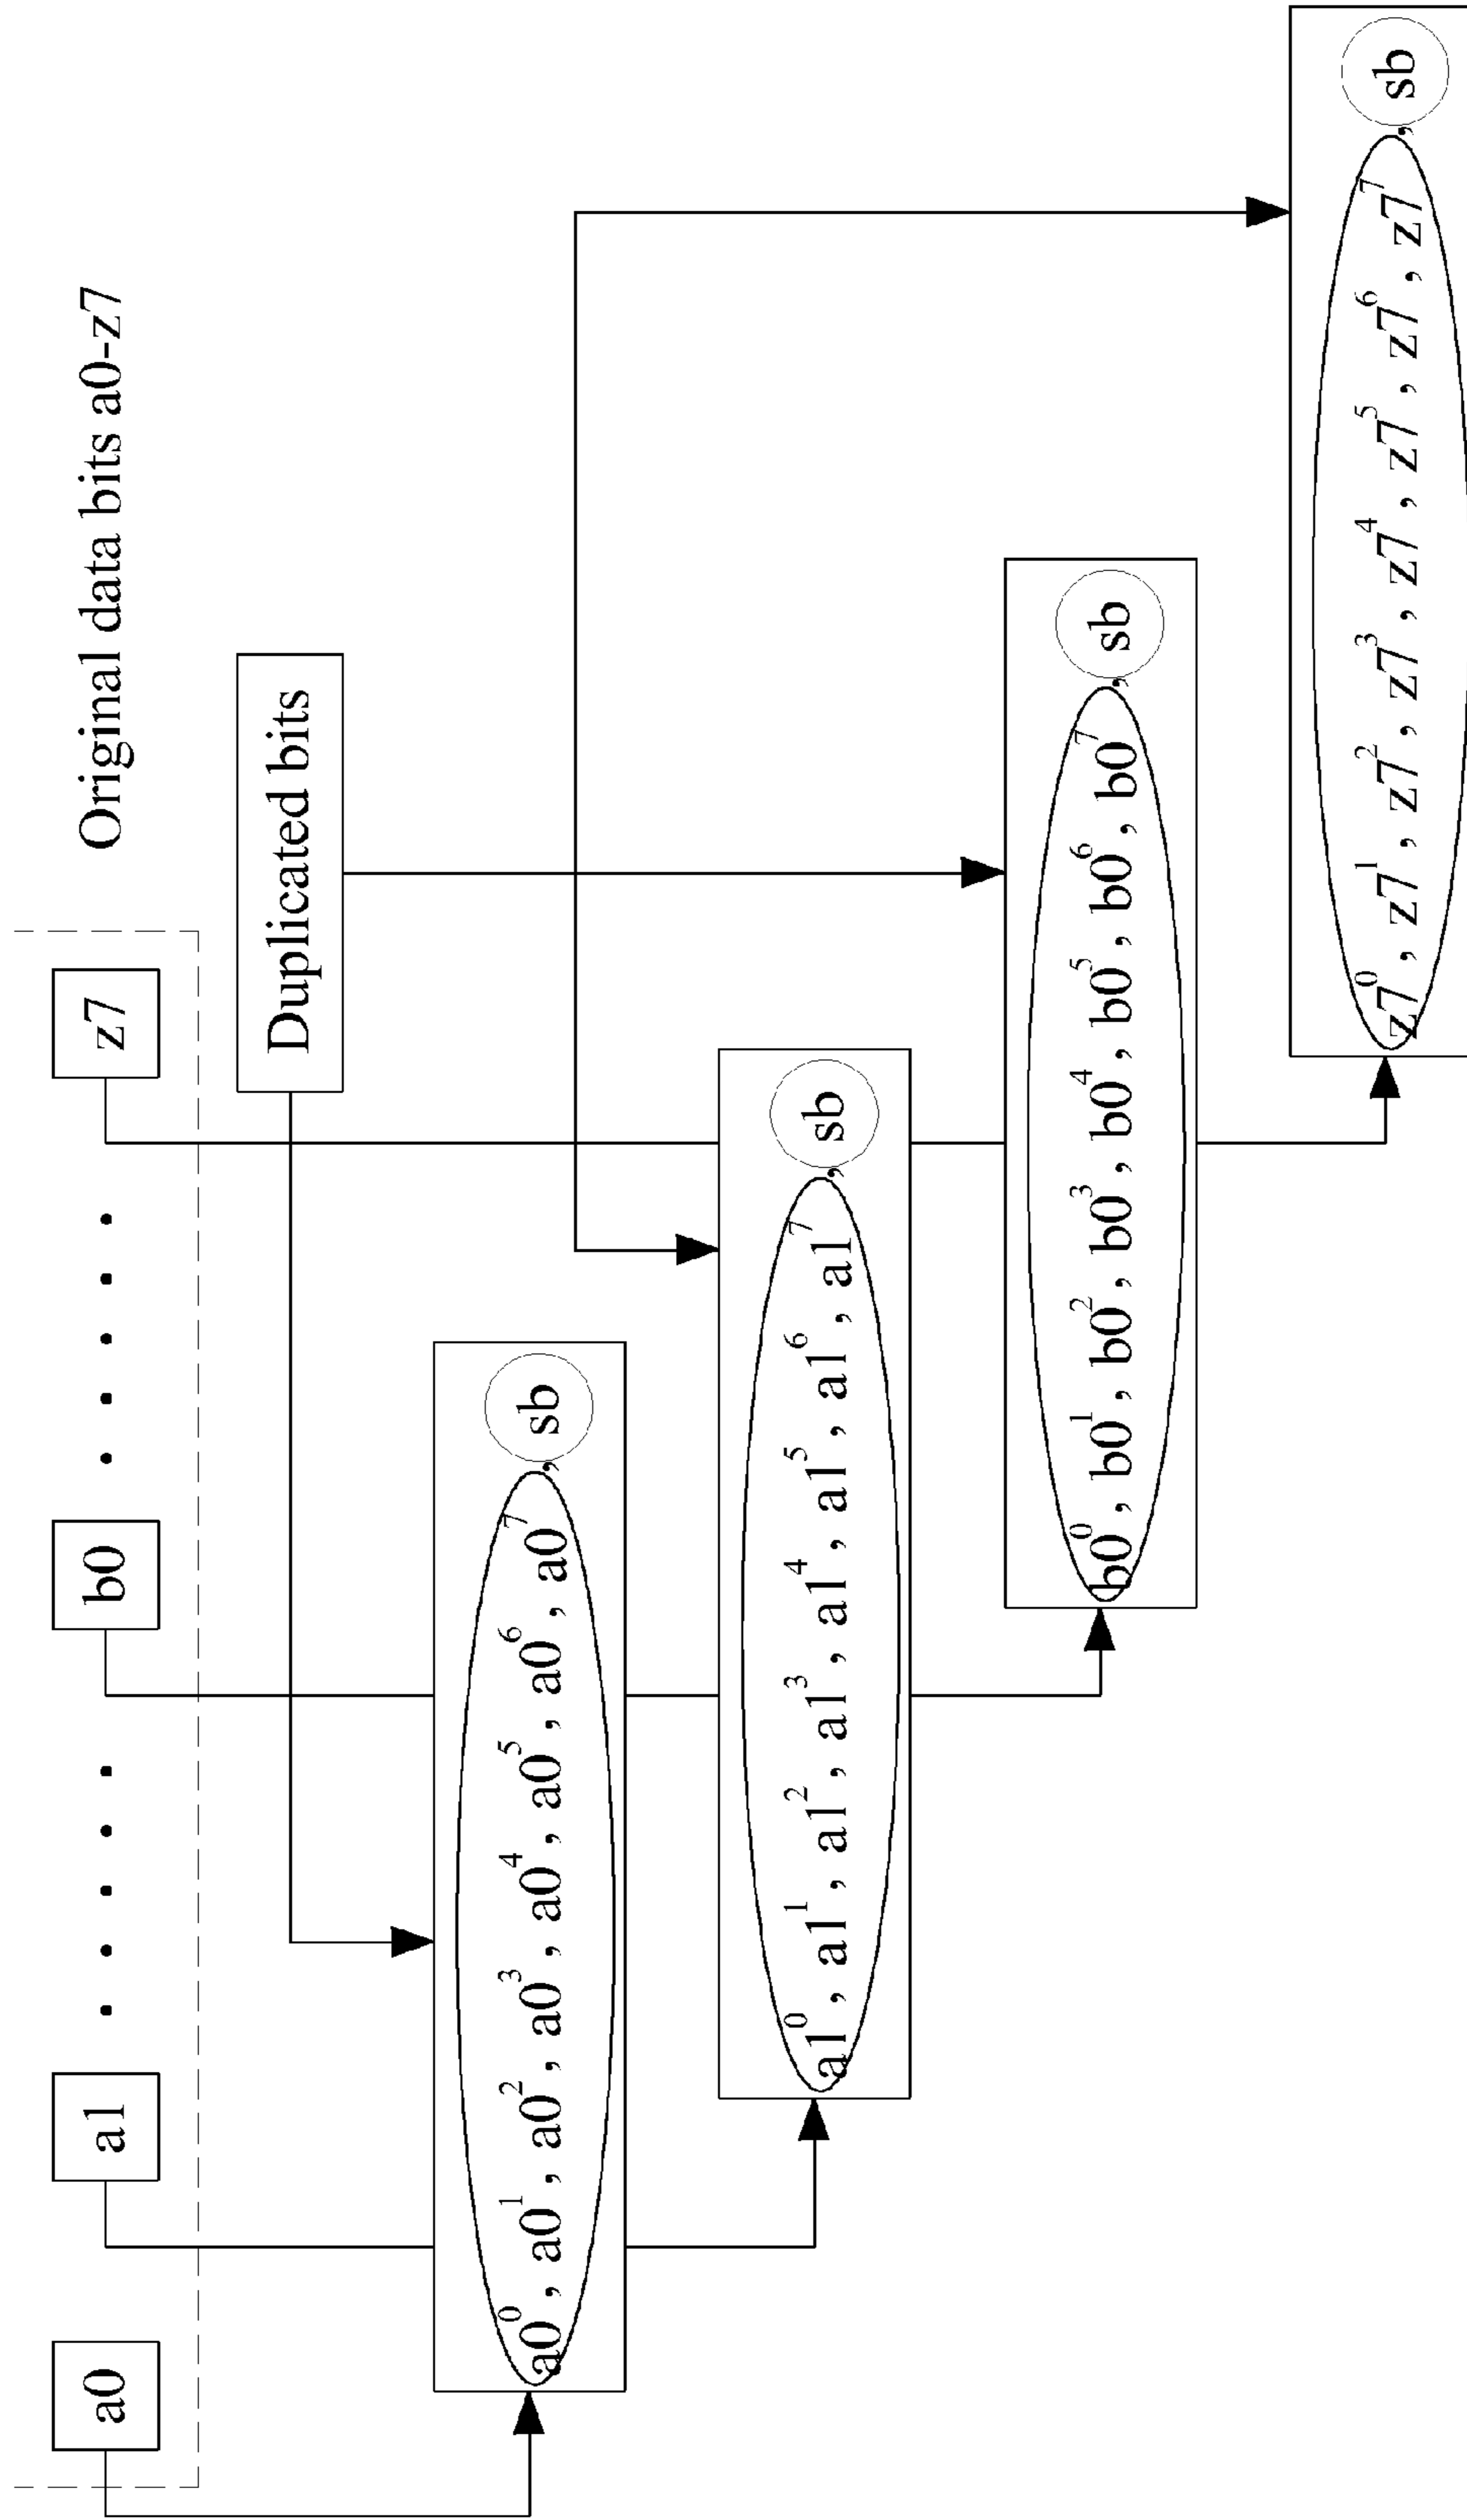 a0 a1 . . . . . b0 . . . . . z7 Original data bits a0-z7
Duplicated bits
a0⁰, a0¹, a0², a0³, a0⁴, a0⁵, a0⁶, a0⁷, sb
a1⁰, a1¹, a1², a1³, a1⁴, a1⁵, a1⁶, a1⁷, sb
b0⁰, b0¹, b0², b0³, b0⁴, b0⁵, b0⁶, b0⁷, sb
z7⁰, z7¹, z7², z7³, z7⁴, z7⁵, z7⁶, z7⁷, sb